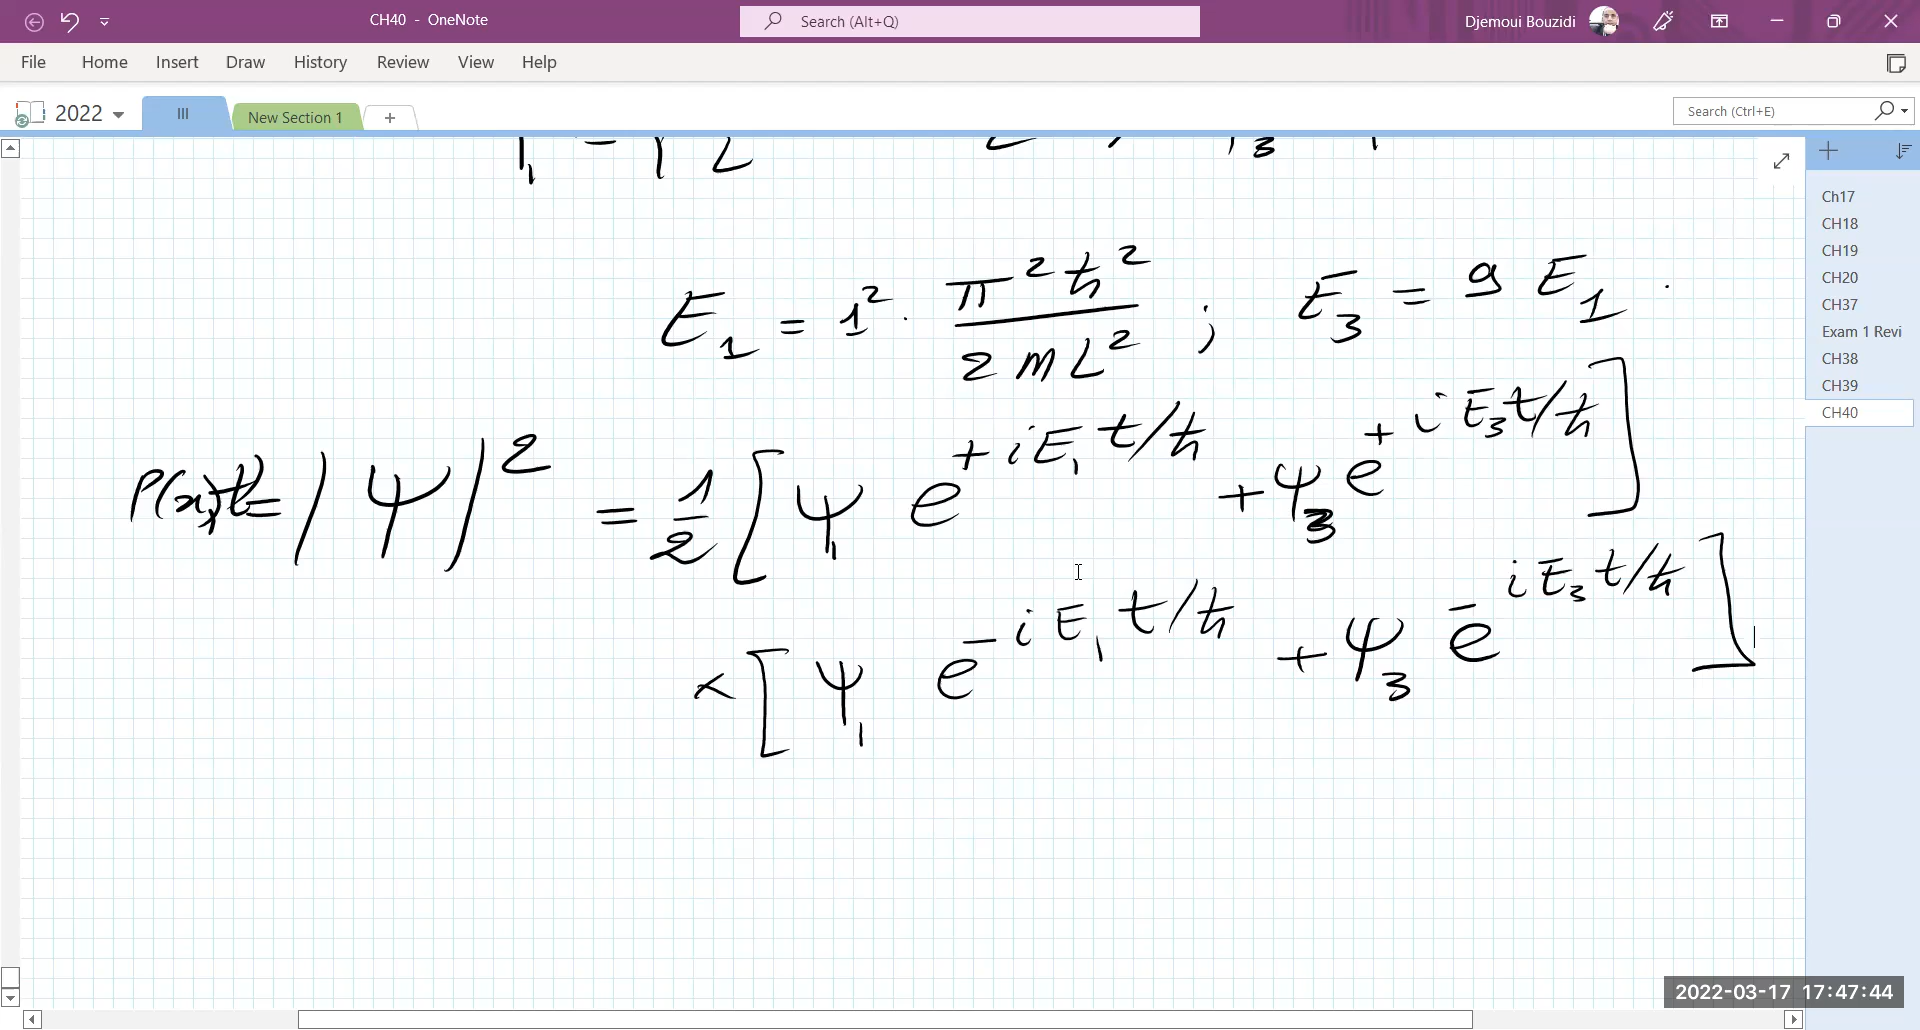 CH40 - OneNote
Search (Alt+Q)
Djemoui Bouzidi
File Home Insert Draw History Review View Help
2022
III
New Section 1
+
Search (Ctrl+E)
E₁ = 1² · π²ℏ² / 2mL² ; E₃ = 9 E₁ .
P(x,t) = |Ψ|² = 1/2 [ψ₁ e^{+iE₁t/ℏ} + ψ₃ e^{+iE₃t/ℏ}]
× [ψ₁ e^{-iE₁t/ℏ} + ψ₃ e^{-iE₃t/ℏ}]
Ch17
CH18
CH19
CH20
CH37
Exam 1 Revi
CH38
CH39
CH40
2022-03-17 17:47:44